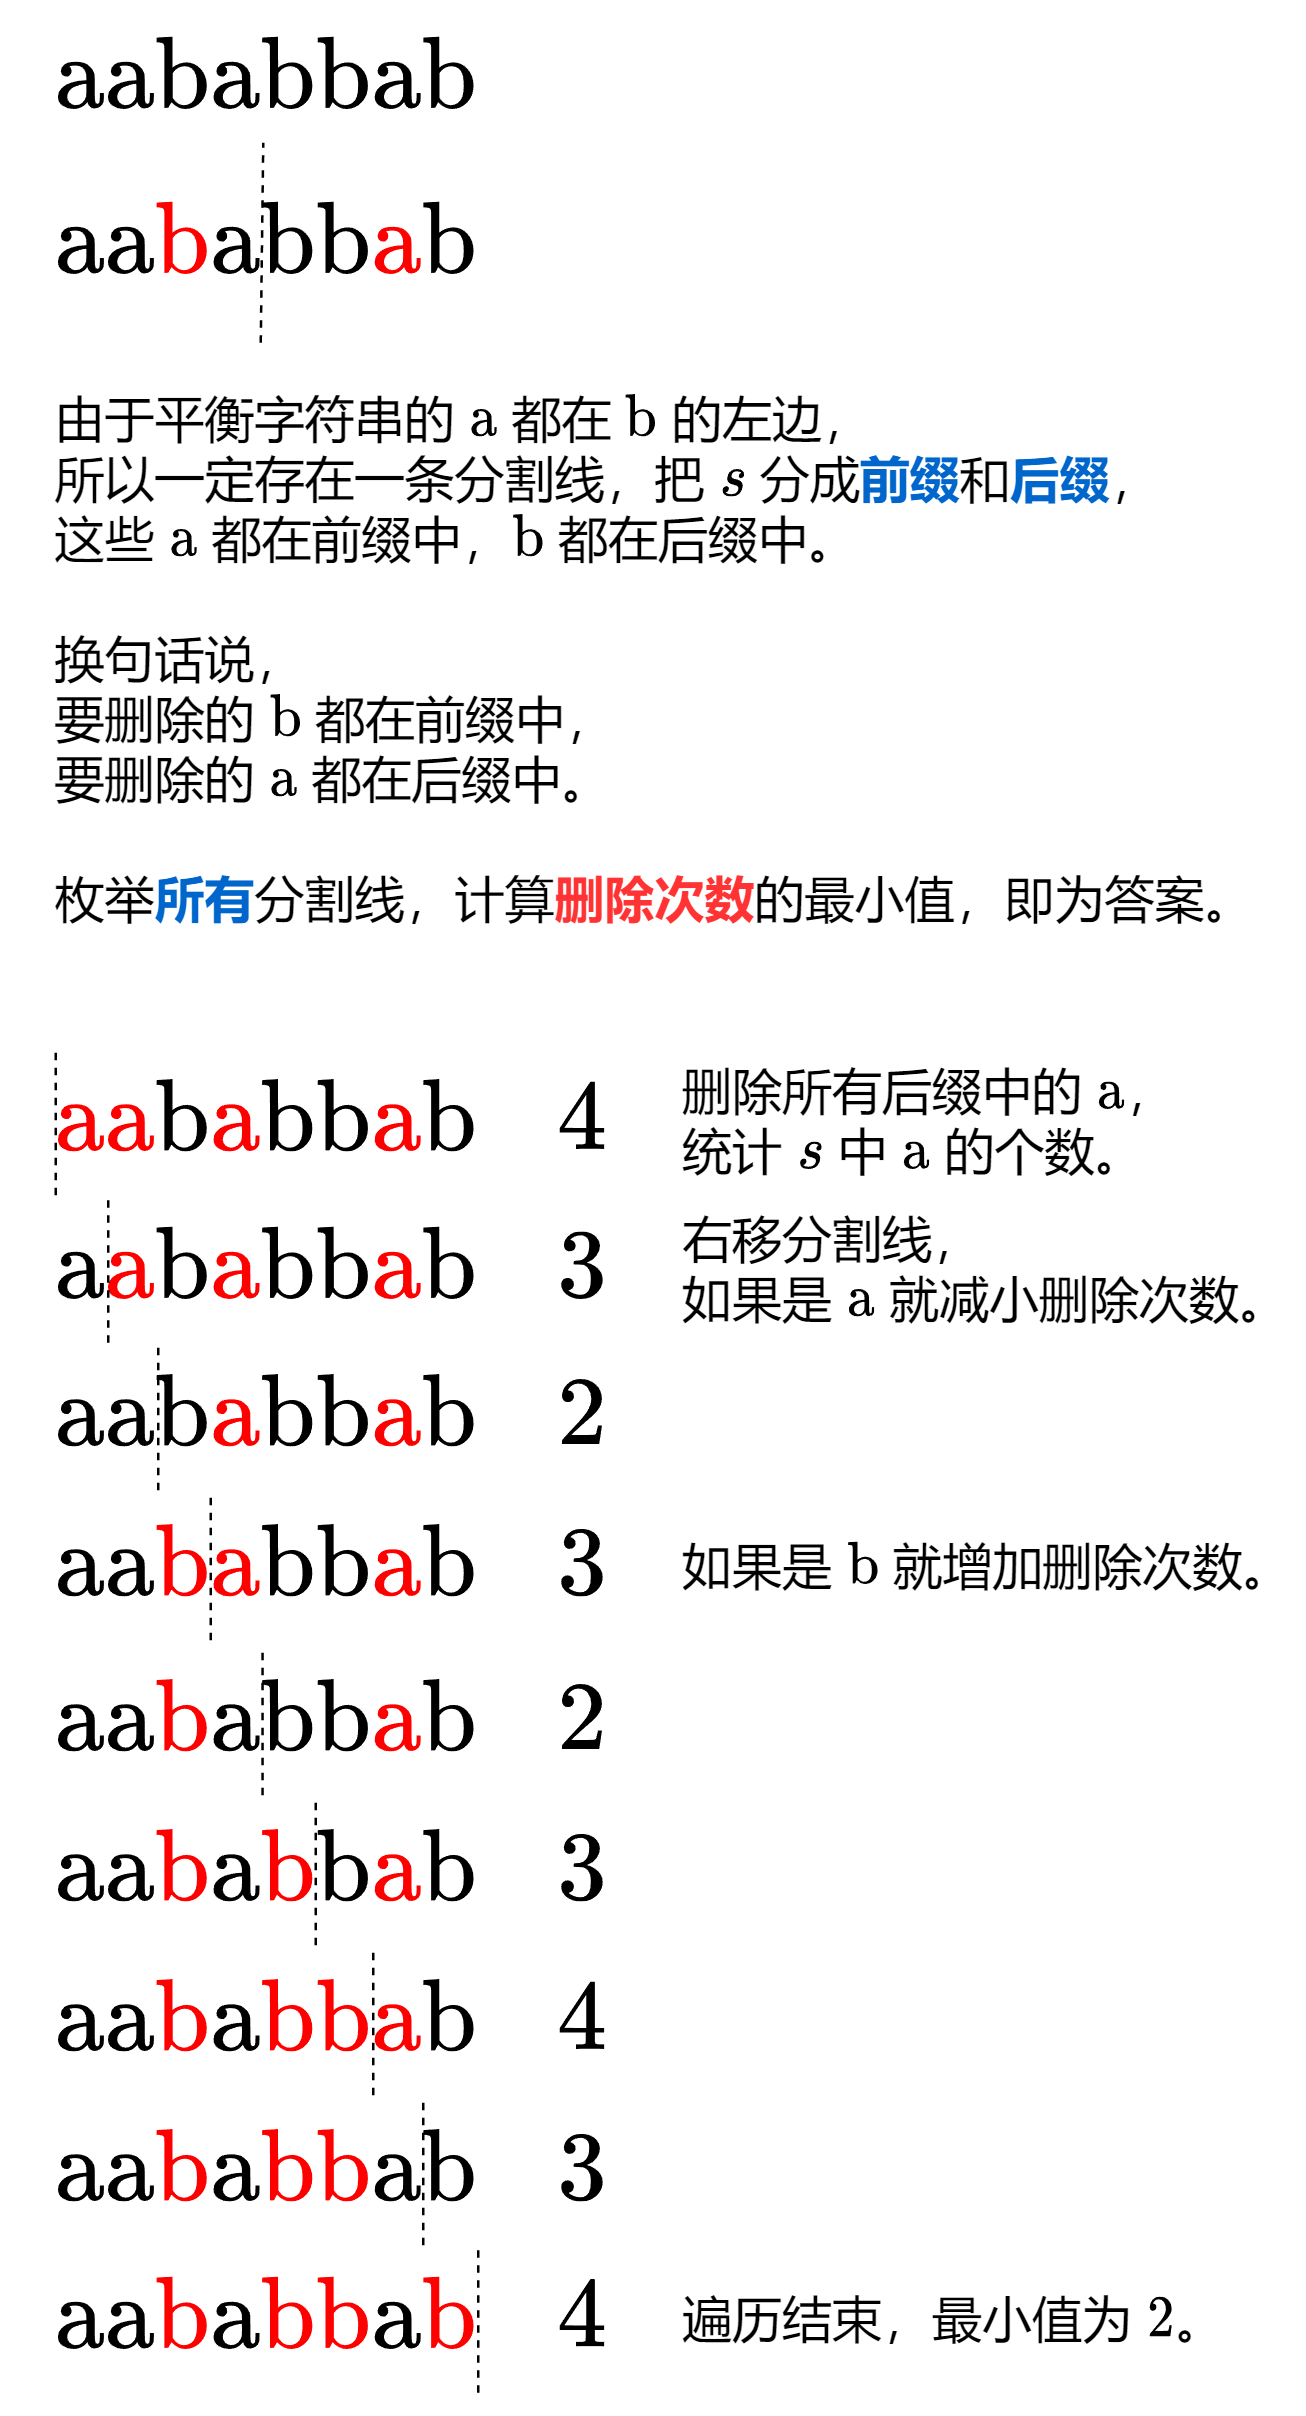 aababbab
aababbab
由于平衡字符串的 a 都在 b 的左边，
所以一定存在一条分割线，把 s 分成前缀和后缀，
这些 a 都在前缀中，b 都在后缀中。
换句话说，
要删除的 b 都在前缀中，
要删除的 a 都在后缀中。
枚举所有分割线，计算删除次数的最小值，即为答案。
aababbab 4 删除所有后缀中的 a，
统计 s 中 a 的个数。
aababbab 3 右移分割线，
如果是 a 就减小删除次数。
aababbab 2
aababbab 3 如果是 b 就增加删除次数。
aababbab 2
aababbab 3
aababbab 4
aababbab 3
aababbab 4 遍历结束，最小值为 2。